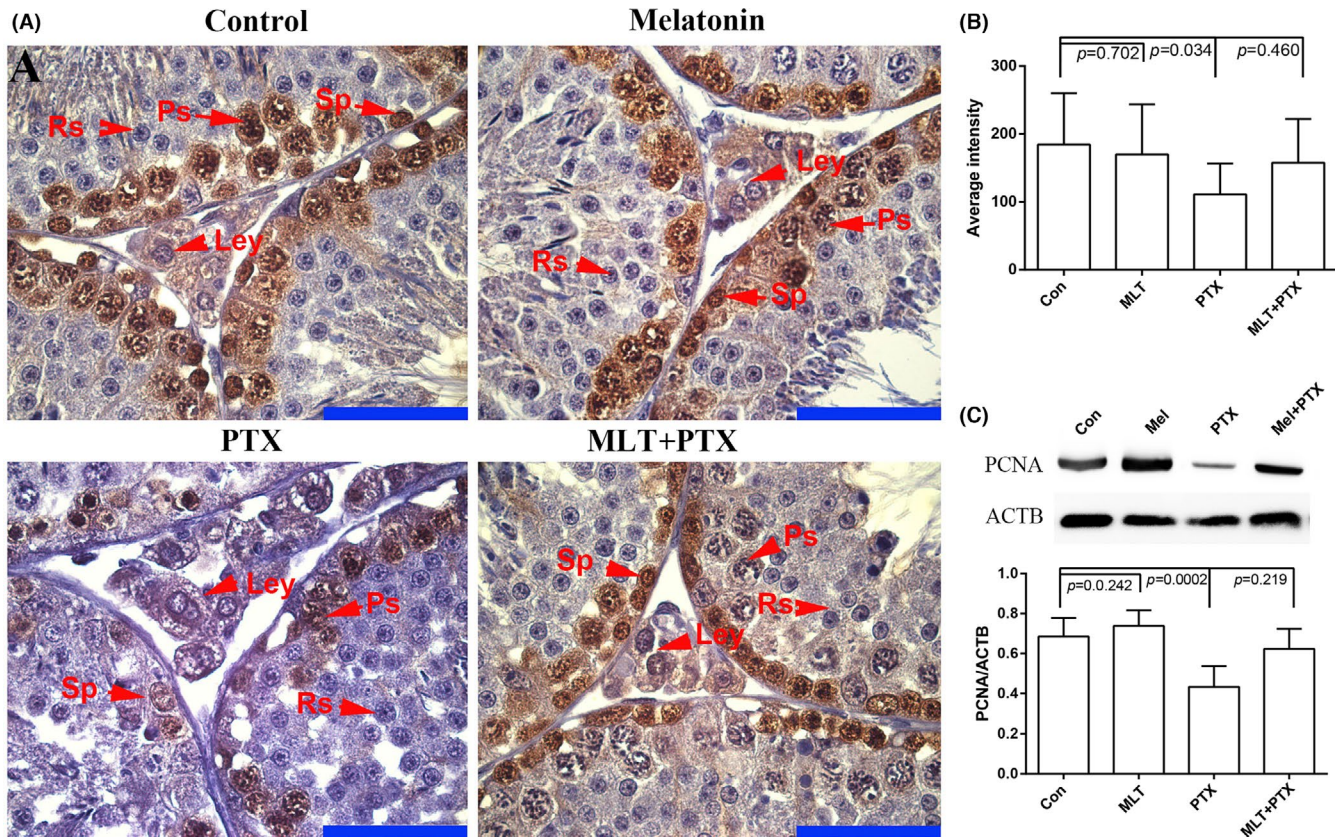 (A)
Control
Melatonin
A
Rs
Ps
Sp
Ley
Ley
Ps
Rs
Sp
PTX
MLT+PTX
Ley
Ps
Sp
Rs
Sp
Ps
Rs
Ley
(B)
p=0.702
p=0.034
p=0.460
300
200
100
0
Average intensity
Con
MLT
PTX
MLT+PTX
(C)
Con
Mel
PTX
Mel+PTX
PCNA
ACTB
p=0.0.242
p=0.0002
p=0.219
1.0
0.8
0.6
0.4
0.2
0.0
PCNA/ACTB
Con
MLT
PTX
MLT+PTX